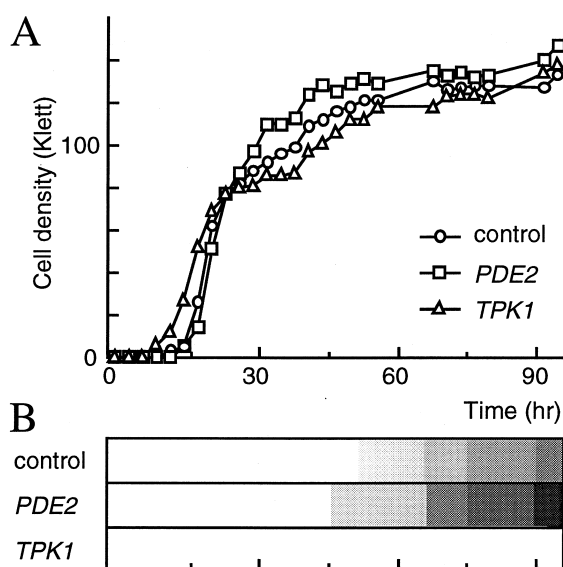 A
Cell density (Klett)
100
0
control
PDE2
TPK1
0 30 60 90
Time (hr)
B
control
PDE2
TPK1